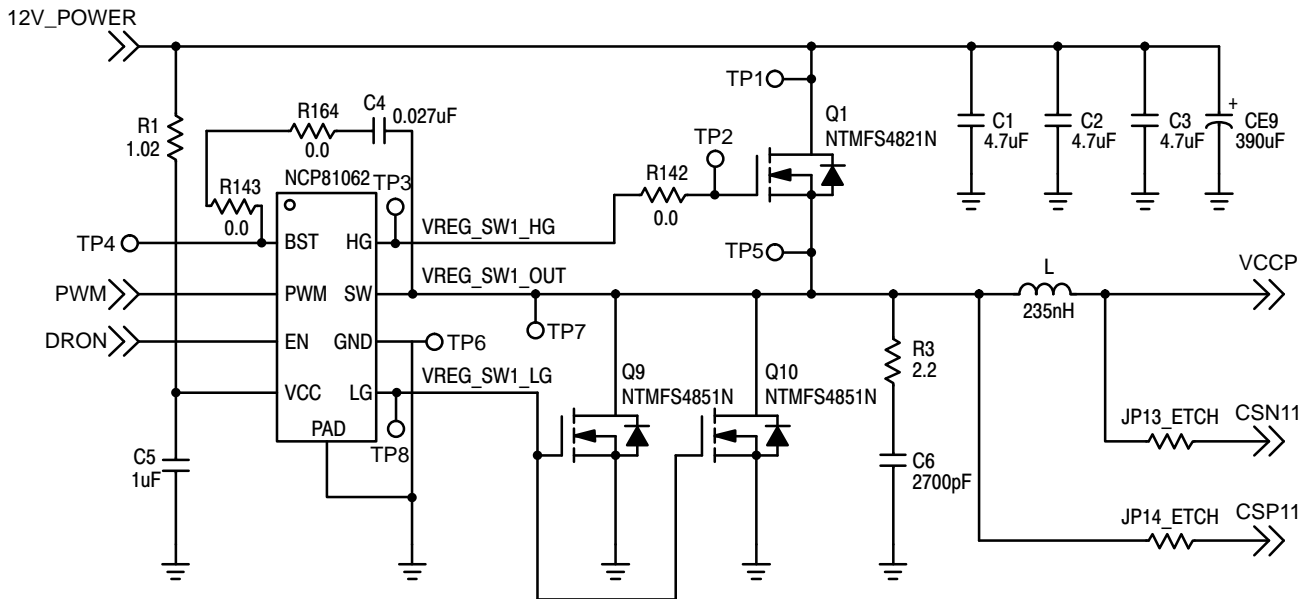 12V_POWER
TP1
R1
1.02
R164
0.0
C4
0.027uF
Q1
NTMFS4821N
C1
4.7uF
C2
4.7uF
C3
4.7uF
+
CE9
390uF
TP2
R143
0.0
NCP81062
TP3
R142
0.0
TP4
BST
HG
VREG_SW1_HG
TP5
PWM
PWM
SW
VREG_SW1_OUT
L
235nH
VCCP
TP7
DRON
EN
GND
TP6
R3
2.2
VCC
LG
VREG_SW1_LG
Q9
NTMFS4851N
Q10
NTMFS4851N
PAD
TP8
JP13_ETCH
CSN11
C5
1uF
C6
2700pF
JP14_ETCH
CSP11